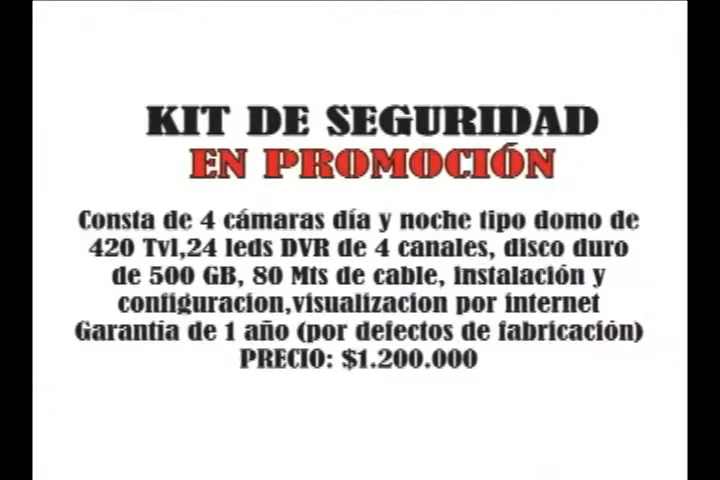 KIT DE SEGURIDAD
EN PROMOCIÓN
Consta de 4 cámaras día y noche tipo domo de
420 Tvl,24 leds DVR de 4 canales, disco duro
de 500 GB, 80 Mts de cable, instalación y
configuracion,visualizacion por internet
Garantia de 1 año (por defectos de fabricación)
PRECIO: $1.200.000